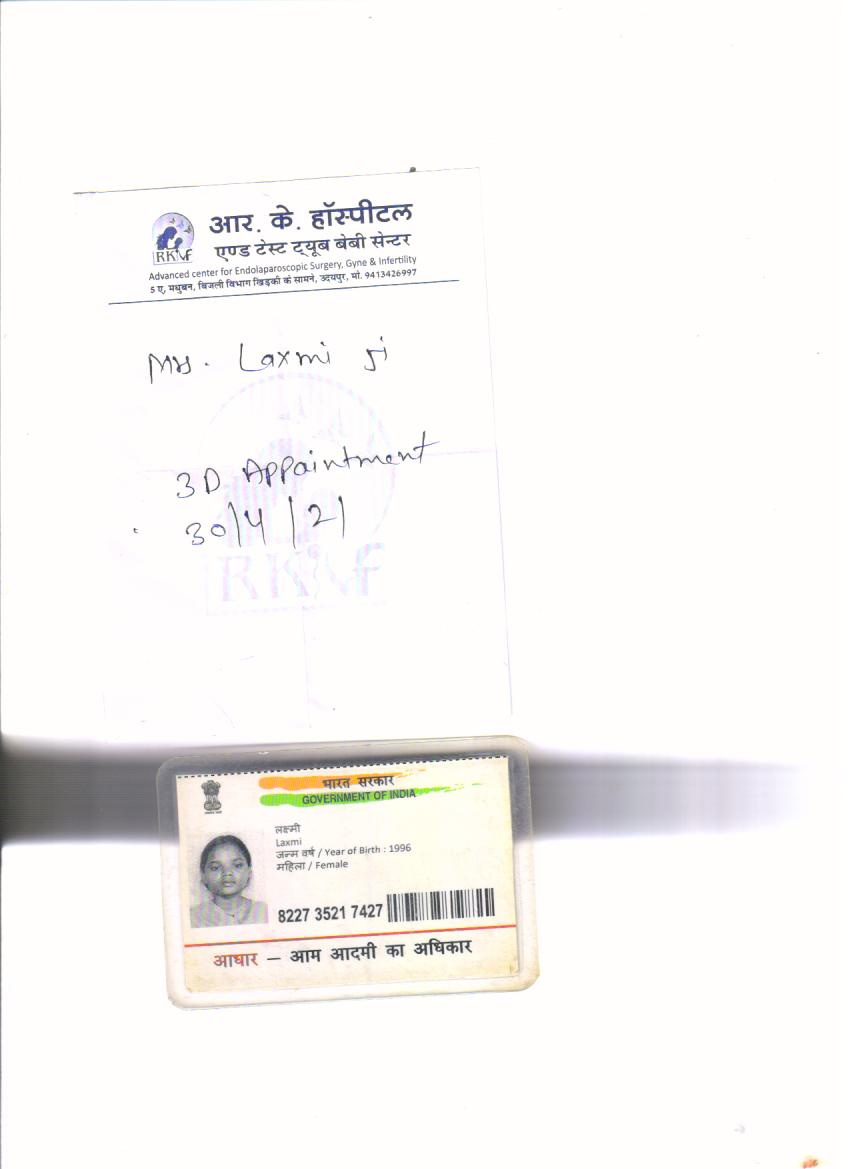 आर. के. हॉस्पीटल
एण्ड टेस्ट ट्यूब बेबी सेन्टर
RKIVF
Advanced center for Endolaparoscopic Surgery, Gyne & Infertility
5 ए, मधुबन, बिजली विभाग खिड़की के सामने, उदयपुर, मो. 9413426997
Mrs. Laxmi Ji
3D Appaintment
30/4/21
RKIVF
भारत सरकार
GOVERNMENT OF INDIA
लक्ष्मी
Laxmi
जन्म वर्ष / Year of Birth : 1996
महिला / Female
8227 3521 7427
आधार — आम आदमी का अधिकार